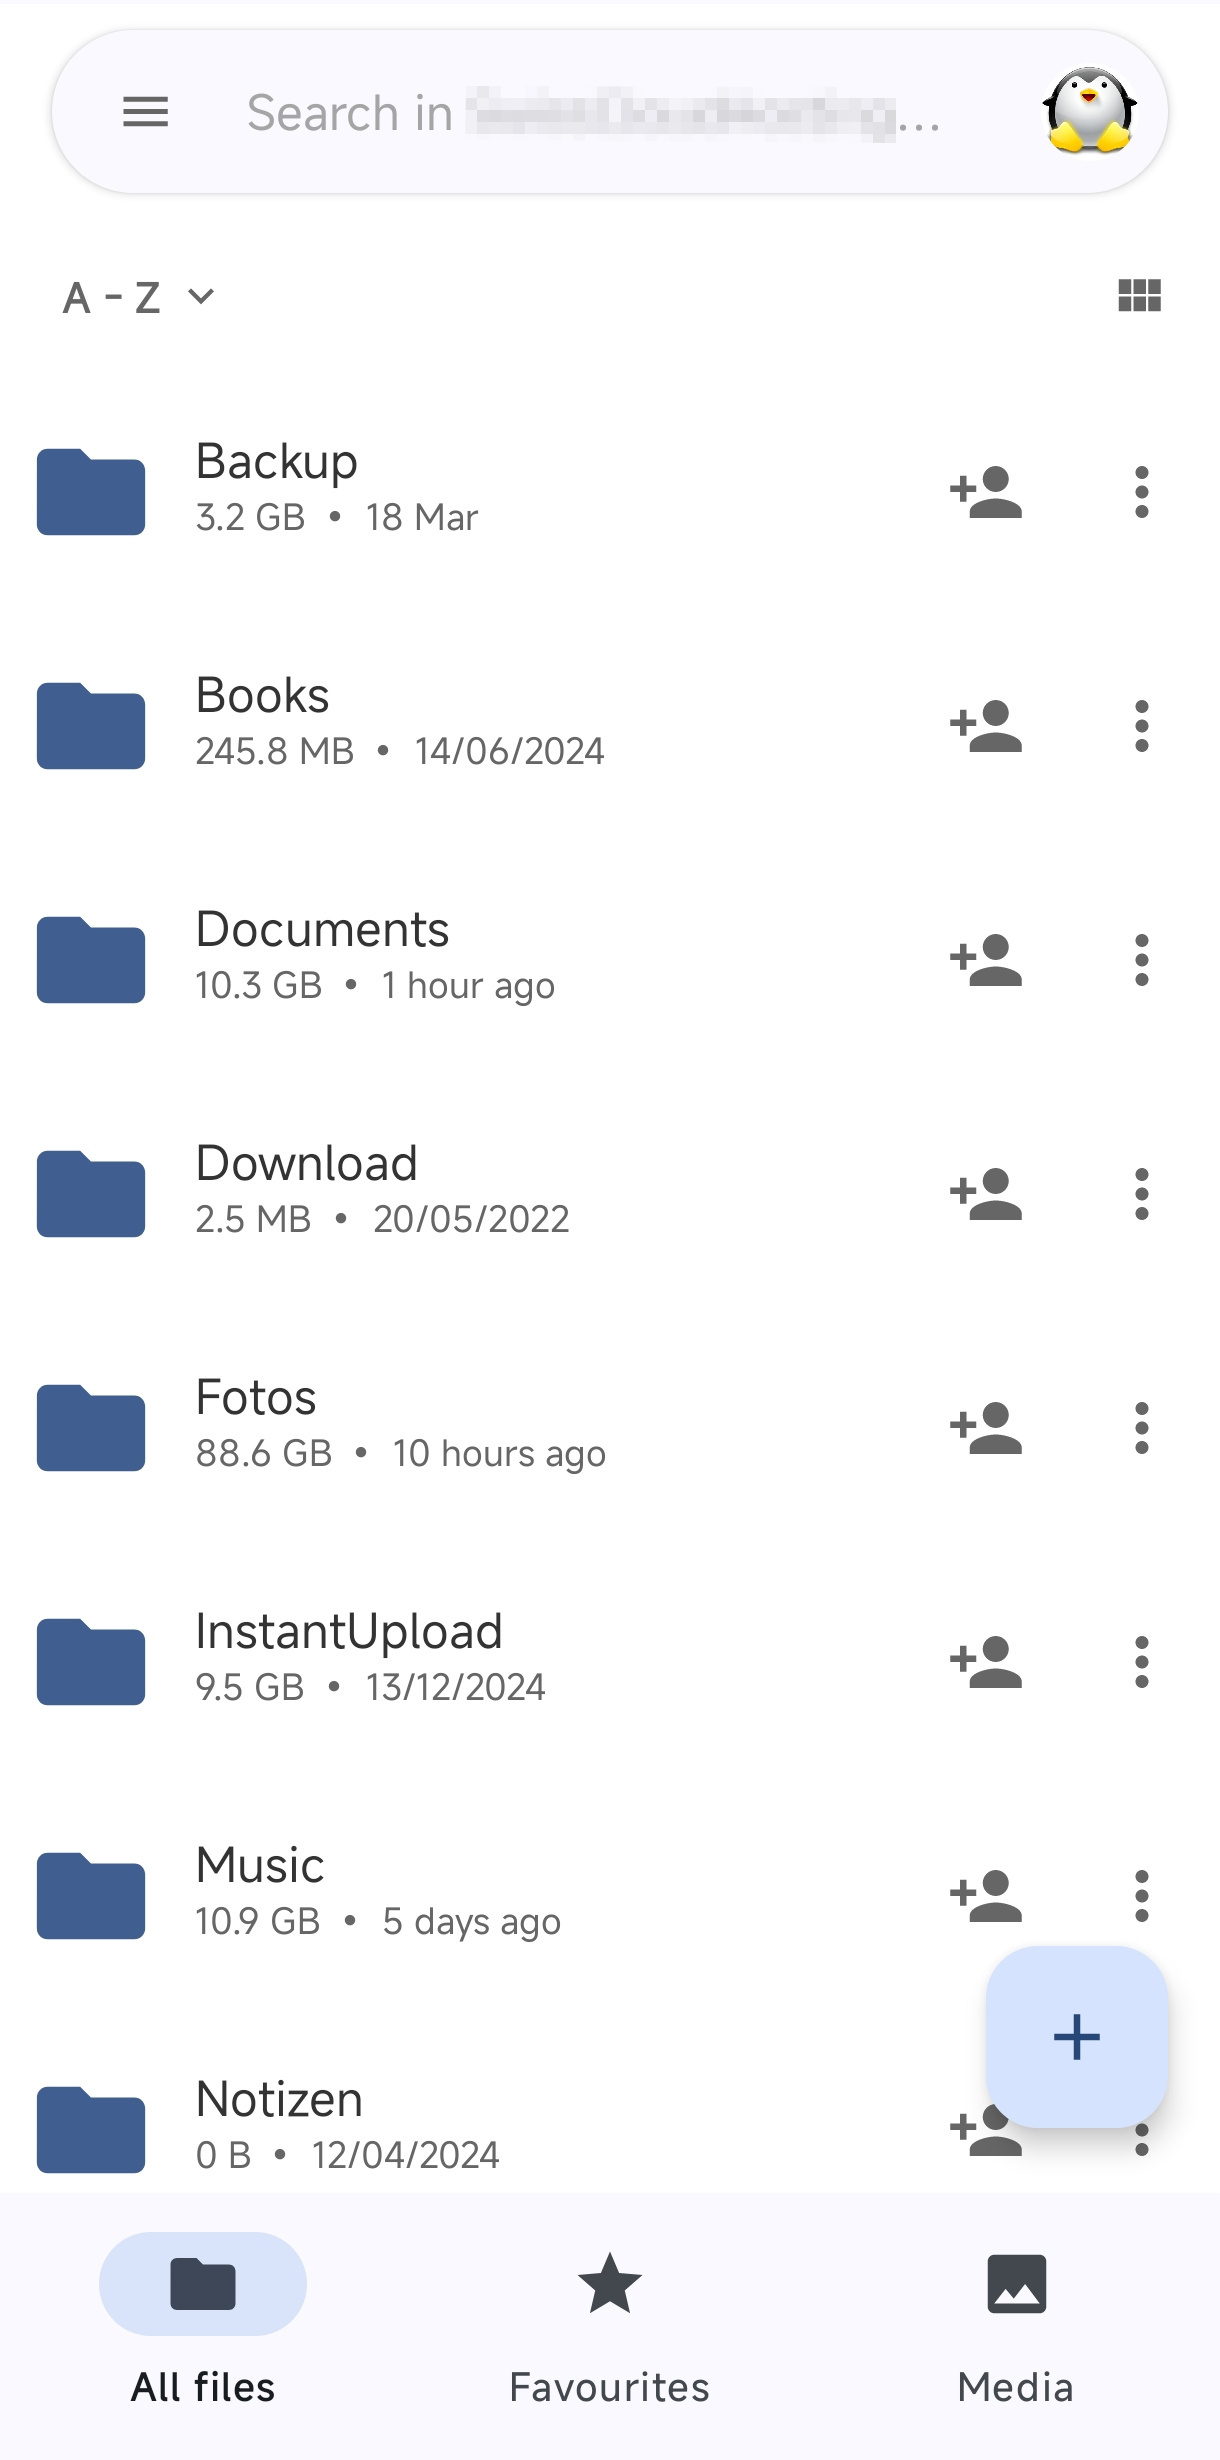 Search in ...
A - Z
Backup
3.2 GB • 18 Mar
Books
245.8 MB • 14/06/2024
Documents
10.3 GB • 1 hour ago
Download
2.5 MB • 20/05/2022
Fotos
88.6 GB • 10 hours ago
InstantUpload
9.5 GB • 13/12/2024
Music
10.9 GB • 5 days ago
Notizen
0 B • 12/04/2024
All files
Favourites
Media